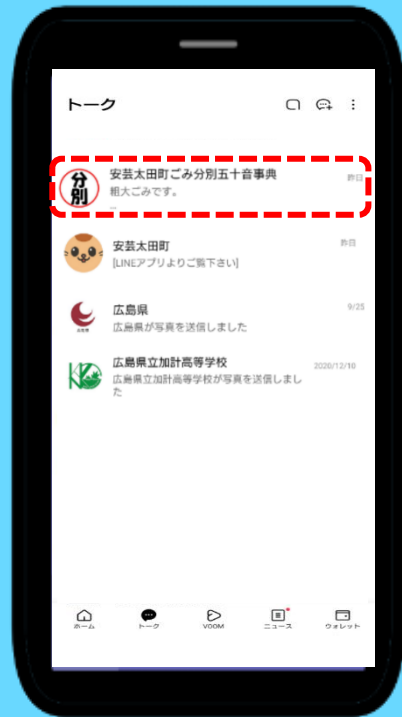 トーク
分別
安芸太田町ごみ分別五十音事典
昨日
粗大ごみです。
安芸太田町
昨日
[LINEアプリよりご覧下さい]
広島県
9/25
広島県が写真を送信しました
広島県
広島県立加計高等学校
2020/12/10
広島県立加計高等学校が写真を送信しまし
た
ホーム
トーク
VOOM
ニュース
ウォレット